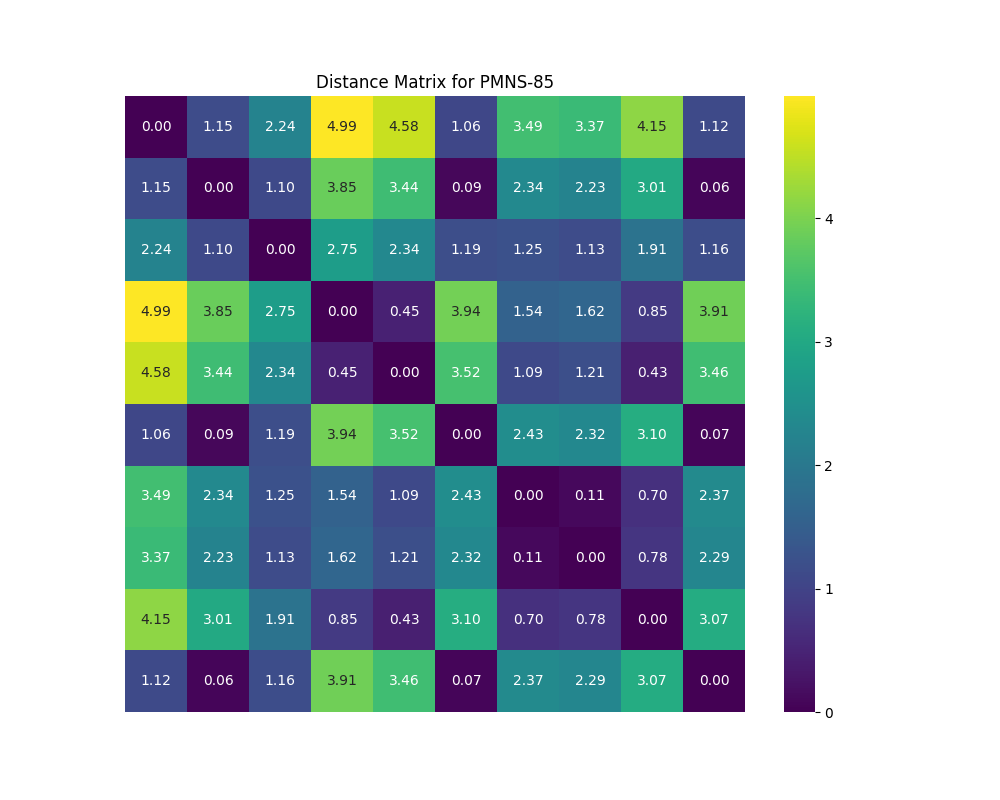 Distance Matrix for PMNS-85
0.00 1.15 2.24 4.99 4.58 1.06 3.49 3.37 4.15 1.12
1.15 0.00 1.10 3.85 3.44 0.09 2.34 2.23 3.01 0.06
2.24 1.10 0.00 2.75 2.34 1.19 1.25 1.13 1.91 1.16
4.99 3.85 2.75 0.00 0.45 3.94 1.54 1.62 0.85 3.91
4.58 3.44 2.34 0.45 0.00 3.52 1.09 1.21 0.43 3.46
1.06 0.09 1.19 3.94 3.52 0.00 2.43 2.32 3.10 0.07
3.49 2.34 1.25 1.54 1.09 2.43 0.00 0.11 0.70 2.37
3.37 2.23 1.13 1.62 1.21 2.32 0.11 0.00 0.78 2.29
4.15 3.01 1.91 0.85 0.43 3.10 0.70 0.78 0.00 3.07
1.12 0.06 1.16 3.91 3.46 0.07 2.37 2.29 3.07 0.00
4
3
2
1
0